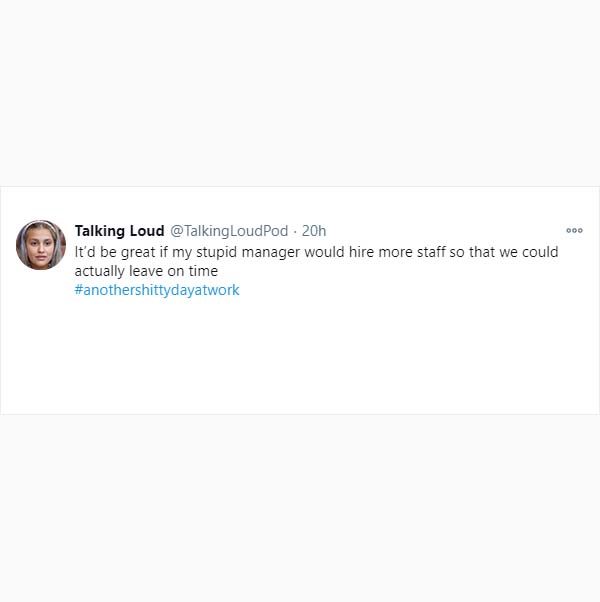 Talking Loud @TalkingLoudPod · 20h
It'd be great if my stupid manager would hire more staff so that we could
actually leave on time
#anothershittydayatwork